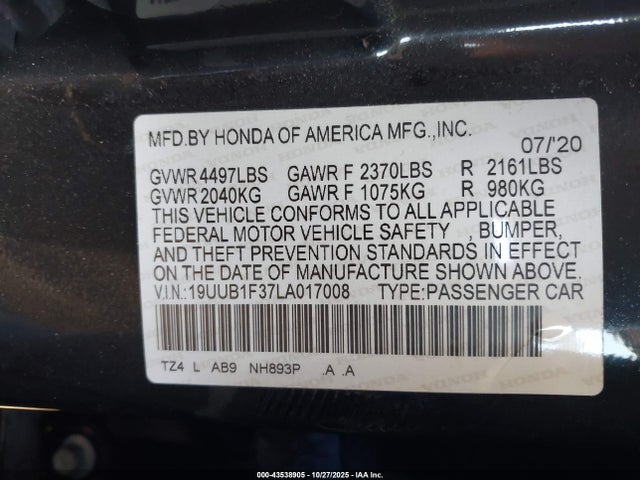 MFD.BY HONDA OF AMERICA MFG.,INC.
07/'20
GVWR 4497LBS GAWR F 2370LBS R 2161LBS
GVWR 2040KG GAWR F 1075KG R 980KG
THIS VEHICLE CONFORMS TO ALL APPLICABLE
FEDERAL MOTOR VEHICLE SAFETY , BUMPER,
AND THEFT PREVENTION STANDARDS IN EFFECT
ON THE DATE OF MANUFACTURE SHOWN ABOVE.
V.I.N.:19UUB1F37LA017008 TYPE:PASSENGER CAR
TZ4 L AB9 NH893P .A .A
000-43538905 | 10/27/2025 | IAA Inc.